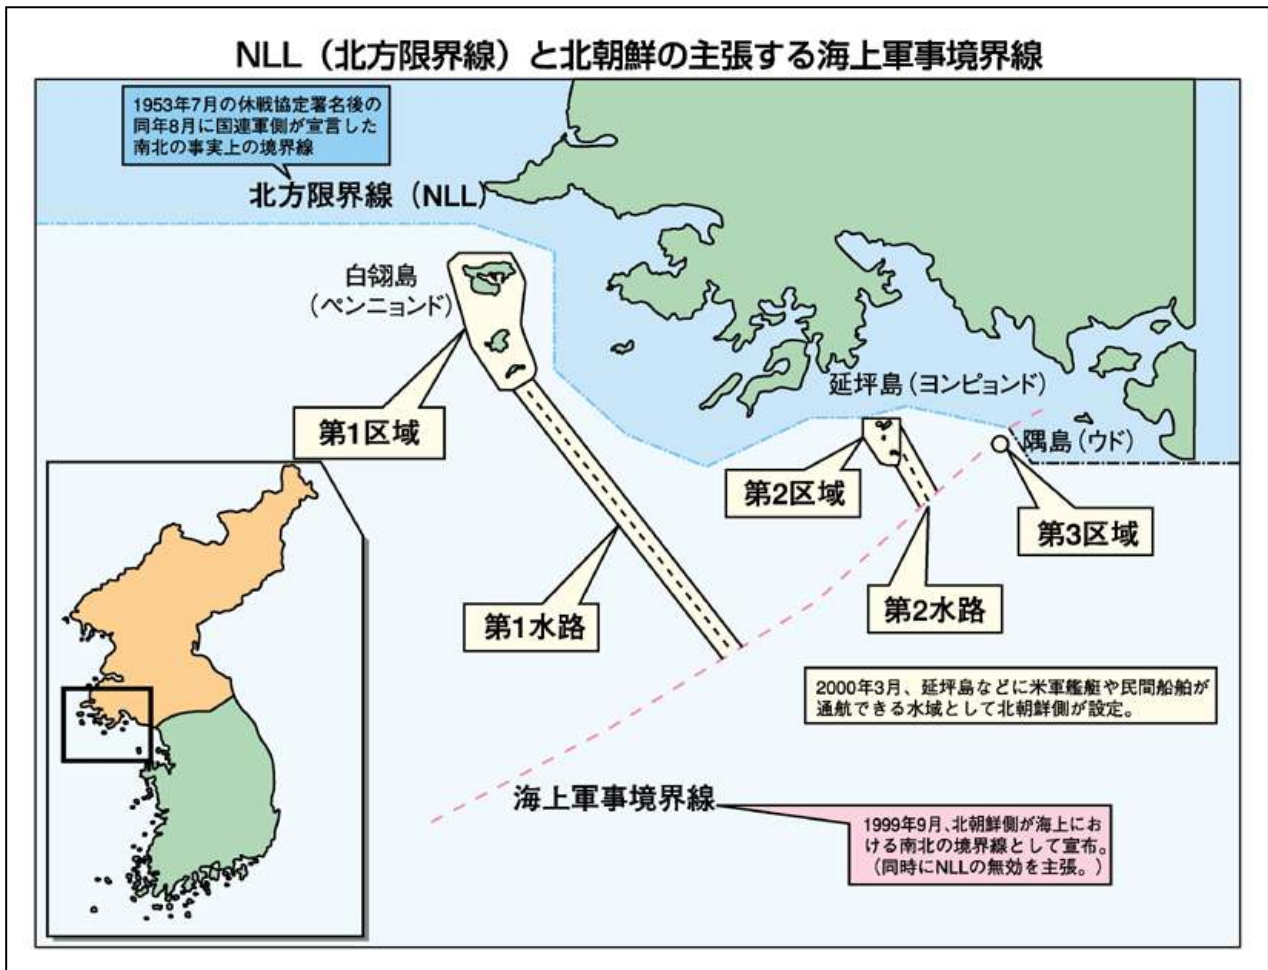 NLL（北方限界線）と北朝鮮の主張する海上軍事境界線
1953年7月の休戦協定署名後の
同年8月に国連軍側が宣言した
南北の事実上の境界線
北方限界線（NLL）
白翎島
（ペンニョンド）
延坪島（ヨンピョンド）
第1区域
隅島（ウド）
第2区域
第3区域
第1水路
第2水路
2000年3月、延坪島などに米軍艦艇や民間船舶が
通航できる水域として北朝鮮側が設定。
海上軍事境界線
1999年9月、北朝鮮側が海上にお
ける南北の境界線として宣布。
（同時にNLLの無効を主張。）